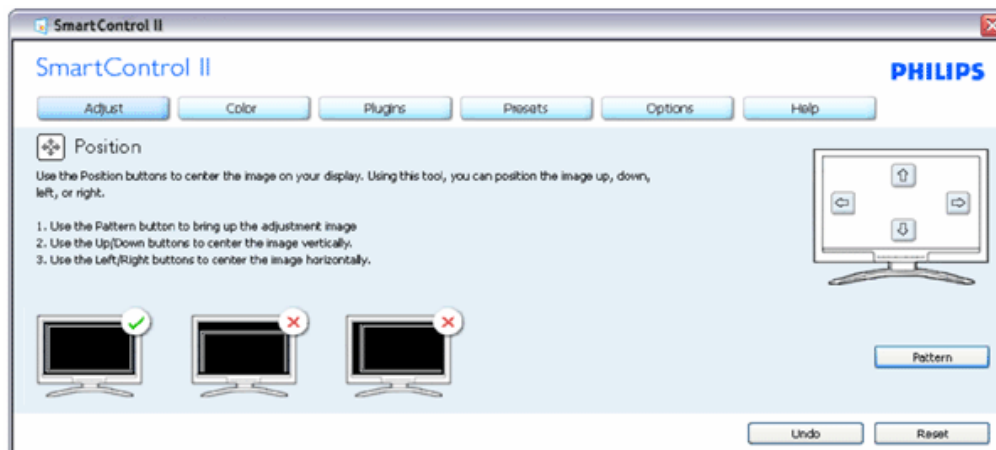 SmartControl II
SmartControl II
PHILIPS
Adjust
Color
Plugins
Presets
Options
Help
Position
Use the Position buttons to center the image on your display. Using this tool, you can position the image up, down,
left, or right.
1. Use the Pattern button to bring up the adjustment image
2. Use the Up/Down buttons to center the image vertically.
3. Use the Left/Right buttons to center the image horizontally.
Pattern
Undo
Reset